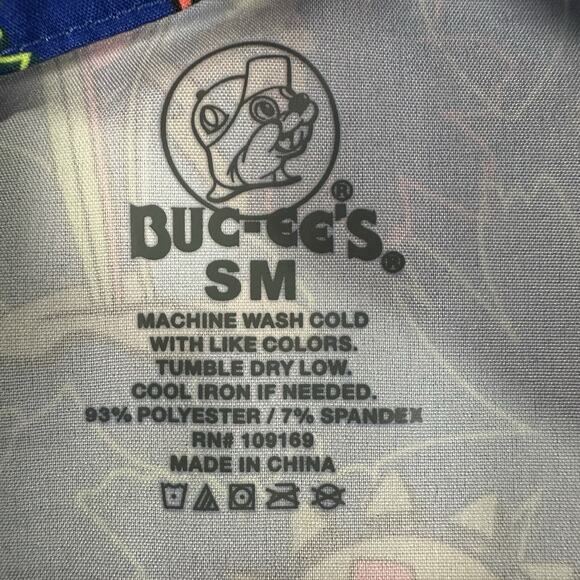 BUC-EE'S®
SM
MACHINE WASH COLD
WITH LIKE COLORS.
TUMBLE DRY LOW.
COOL IRON IF NEEDED.
93% POLYESTER / 7% SPANDEX
RN# 109169
MADE IN CHINA